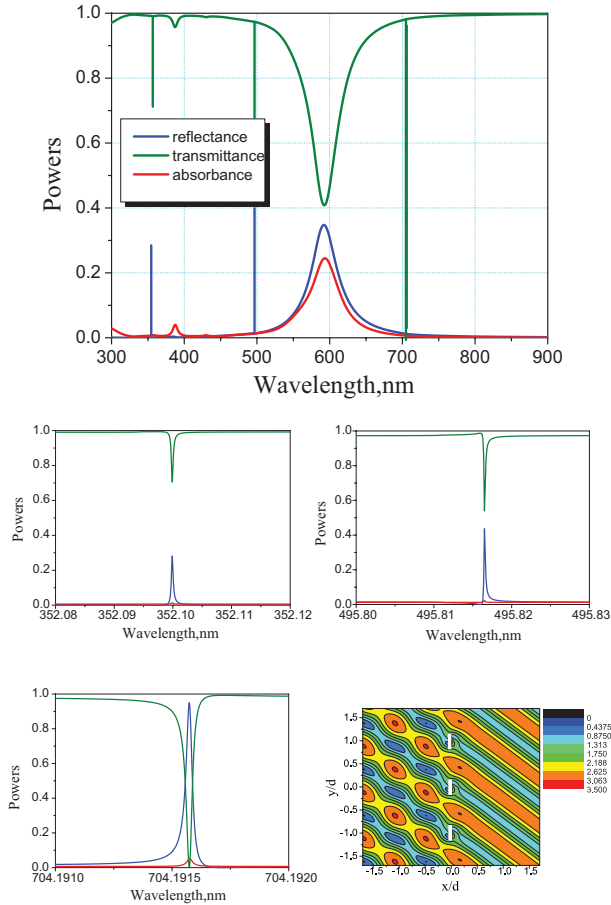 1.0
0.8
0.6
0.4
0.2
0.0
Powers
reflectance
transmittance
absorbance
300 400 500 600 700 800 900
Wavelength,nm
1.0
0.8
0.6
0.4
0.2
0.0
Powers
352.08 352.09 352.10 352.11 352.12
Wavelength,nm
1.0
0.8
0.6
0.4
0.2
0.0
Powers
495.80 495.81 495.82 495.83
Wavelength,nm
1.0
0.8
0.6
0.4
0.2
0.0
Powers
704.1910 704.1915 704.1920
Wavelength,nm
1.5
1.0
0.5
0.0
-0.5
-1.0
-1.5
y/d
-1.5 -1.0 -0.5 0.0 0.5 1.0 1.5
x/d
0
0.4375
0.8750
1.313
1.750
2.188
2.625
3.063
3.500